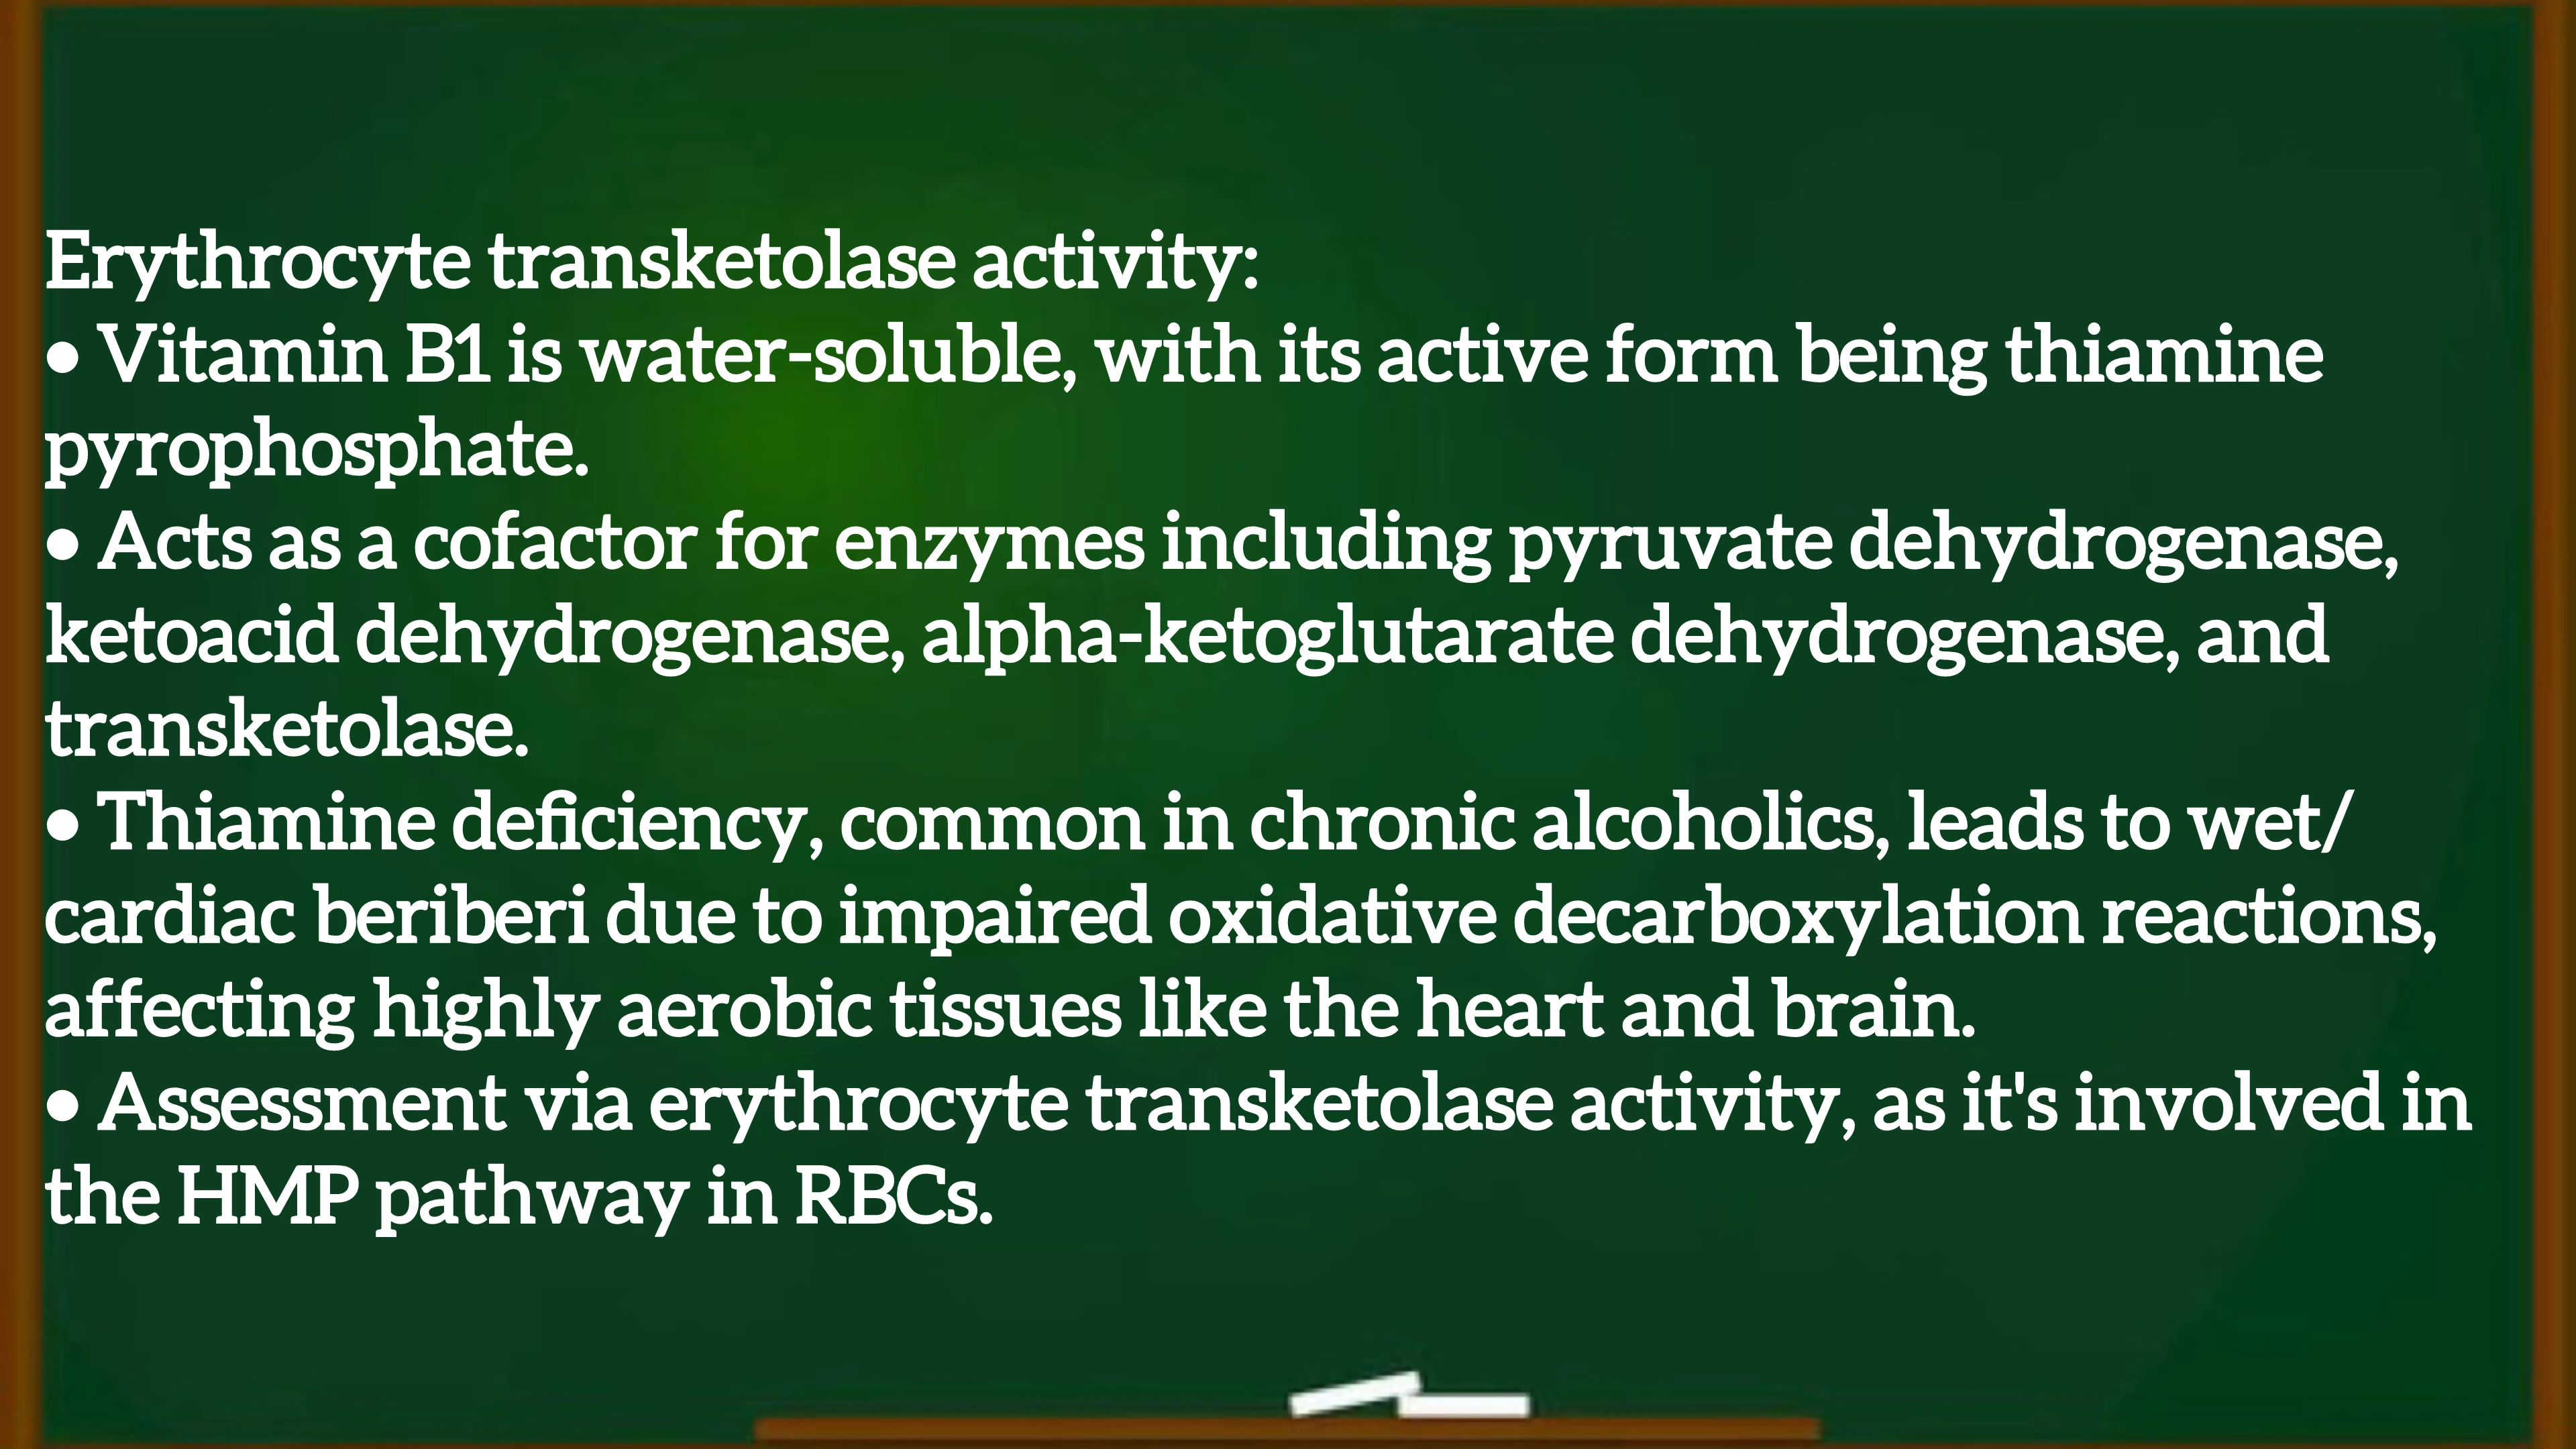 Erythrocyte transketolase activity:
• Vitamin B1 is water-soluble, with its active form being thiamine
pyrophosphate.
• Acts as a cofactor for enzymes including pyruvate dehydrogenase,
ketoacid dehydrogenase, alpha-ketoglutarate dehydrogenase, and
transketolase.
• Thiamine deficiency, common in chronic alcoholics, leads to wet/
cardiac beriberi due to impaired oxidative decarboxylation reactions,
affecting highly aerobic tissues like the heart and brain.
• Assessment via erythrocyte transketolase activity, as it's involved in
the HMP pathway in RBCs.